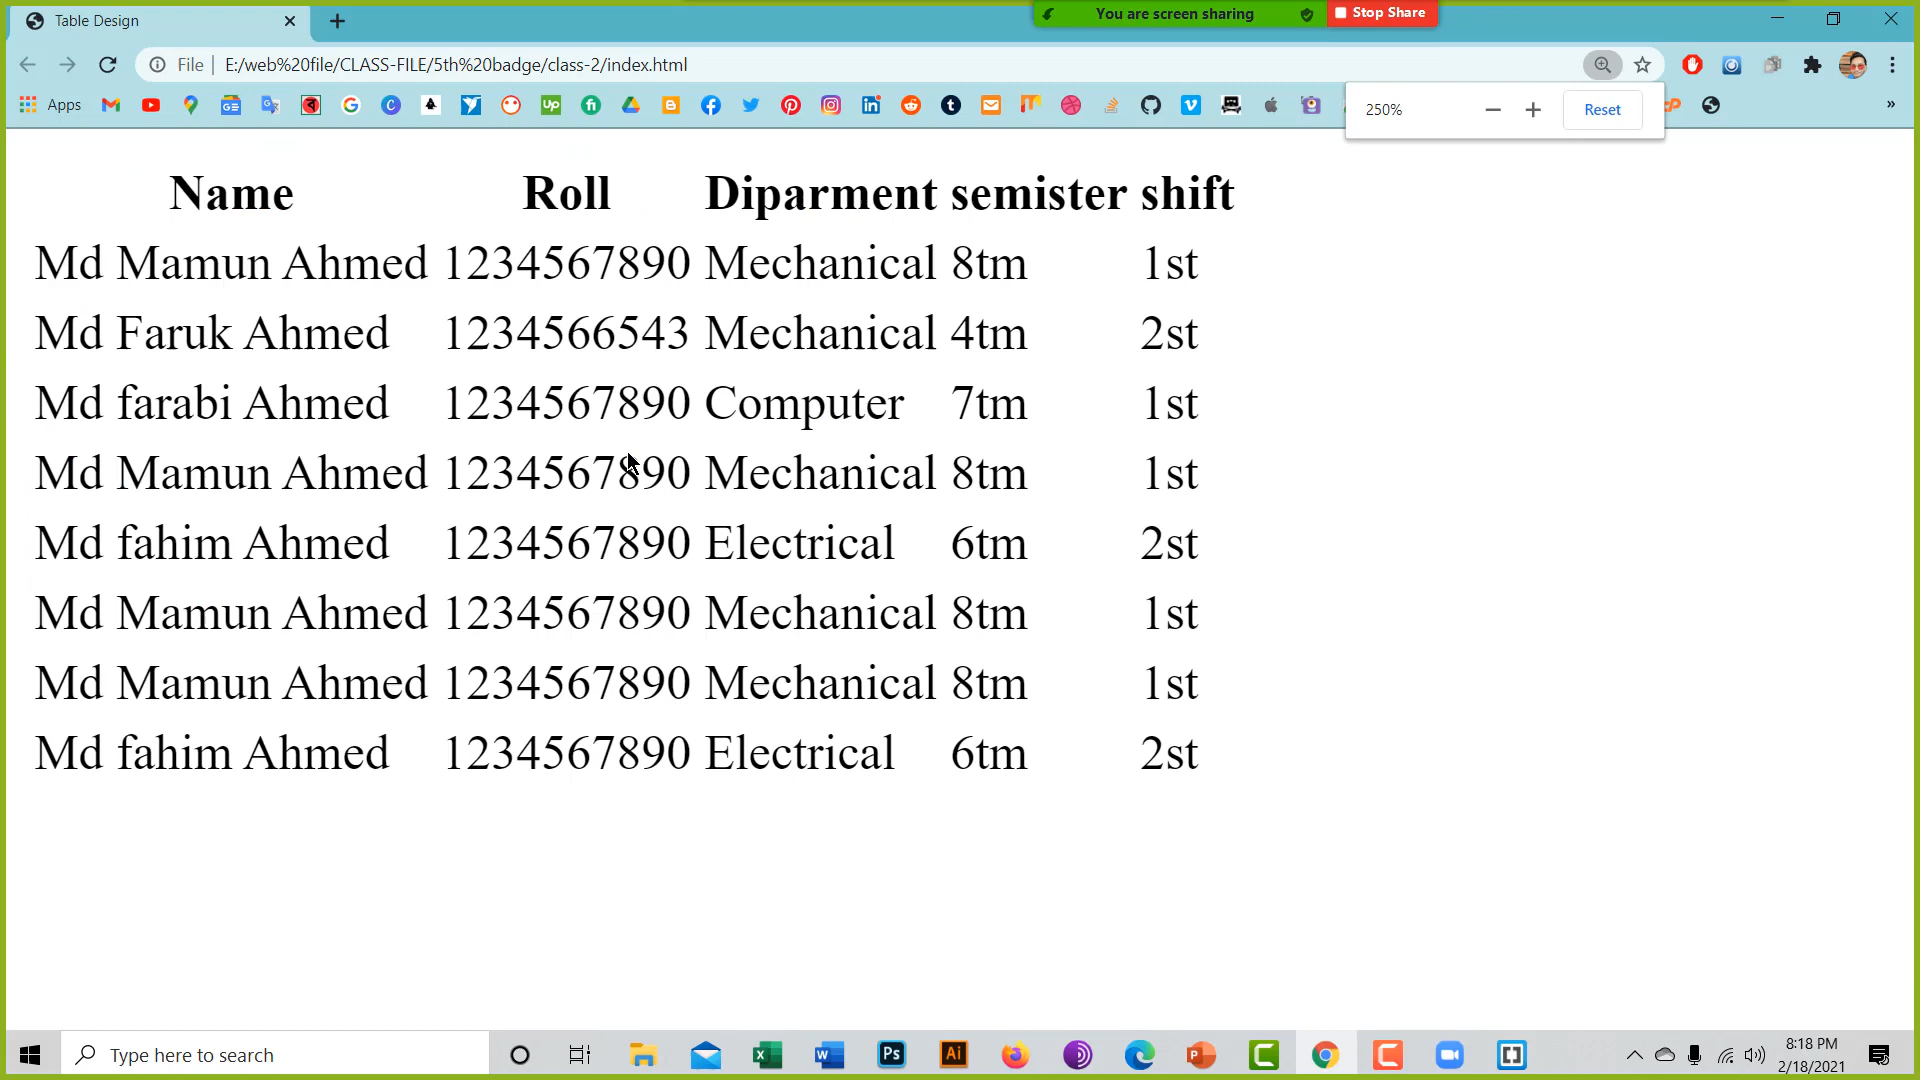 Table Design
You are screen sharing
Stop Share
File
E:/web%20file/CLASS-FILE/5th%20badge/class-2/index.html
Apps
250%
Reset
Name Roll Diparment semister shift
Md Mamun Ahmed 1234567890 Mechanical 8tm 1st
Md Faruk Ahmed 1234566543 Mechanical 4tm 2st
Md farabi Ahmed 1234567890 Computer 7tm 1st
Md Mamun Ahmed 1234567890 Mechanical 8tm 1st
Md fahim Ahmed 1234567890 Electrical 6tm 2st
Md Mamun Ahmed 1234567890 Mechanical 8tm 1st
Md Mamun Ahmed 1234567890 Mechanical 8tm 1st
Md fahim Ahmed 1234567890 Electrical 6tm 2st
Type here to search
8:18 PM
2/18/2021